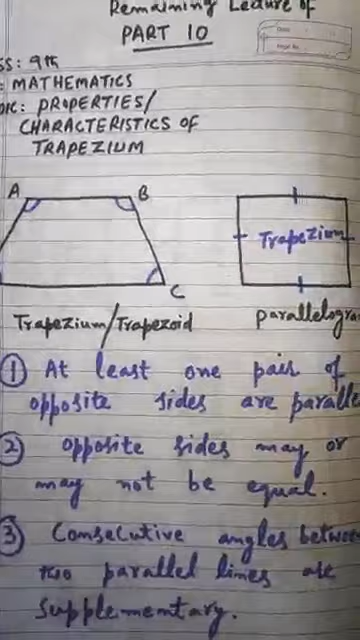 Remaining Lecture of
PART 10
SS: 9th
: MATHEMATICS
PIC: PROPERTIES/
CHARACTERISTICS OF
TRAPEZIUM
A
B
C
Trapezium
Trapezium/Trapezoid
parallelogra
① At least one pair of
opposite sides are paralle
② opposite sides may or
may not be equal.
③ Consecutive angles betwee
two parallel lines are
supplementary.